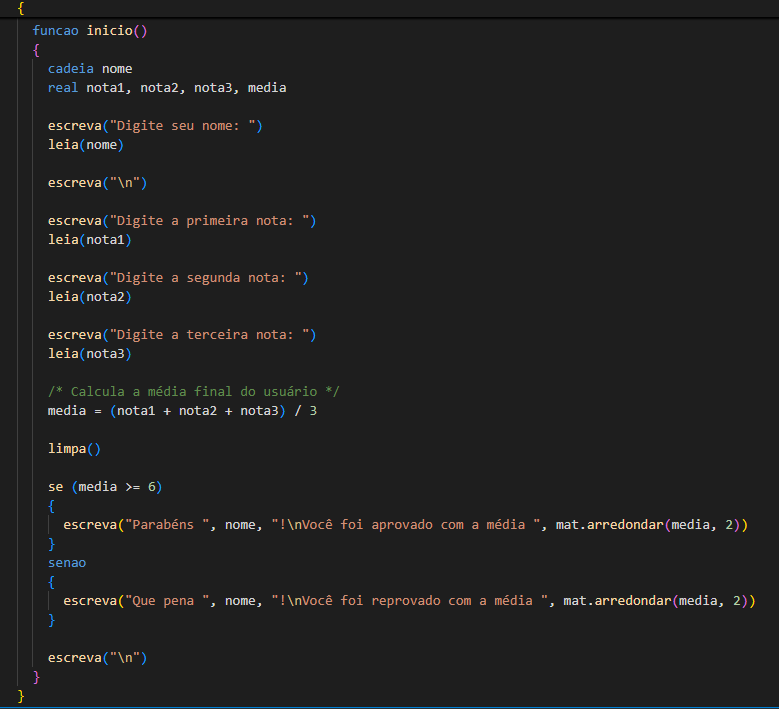 {
funcao inicio()
{
cadeia nome
real nota1, nota2, nota3, media
escreva("Digite seu nome: ")
leia(nome)
escreva("\n")
escreva("Digite a primeira nota: ")
leia(nota1)
escreva("Digite a segunda nota: ")
leia(nota2)
escreva("Digite a terceira nota: ")
leia(nota3)
/* Calcula a média final do usuário */
media = (nota1 + nota2 + nota3) / 3
limpa()
se (media >= 6)
{
escreva("Parabéns ", nome, "!\nVocê foi aprovado com a média ", mat.arredondar(media, 2))
}
senao
{
escreva("Que pena ", nome, "!\nVocê foi reprovado com a média ", mat.arredondar(media, 2))
}
escreva("\n")
}
}